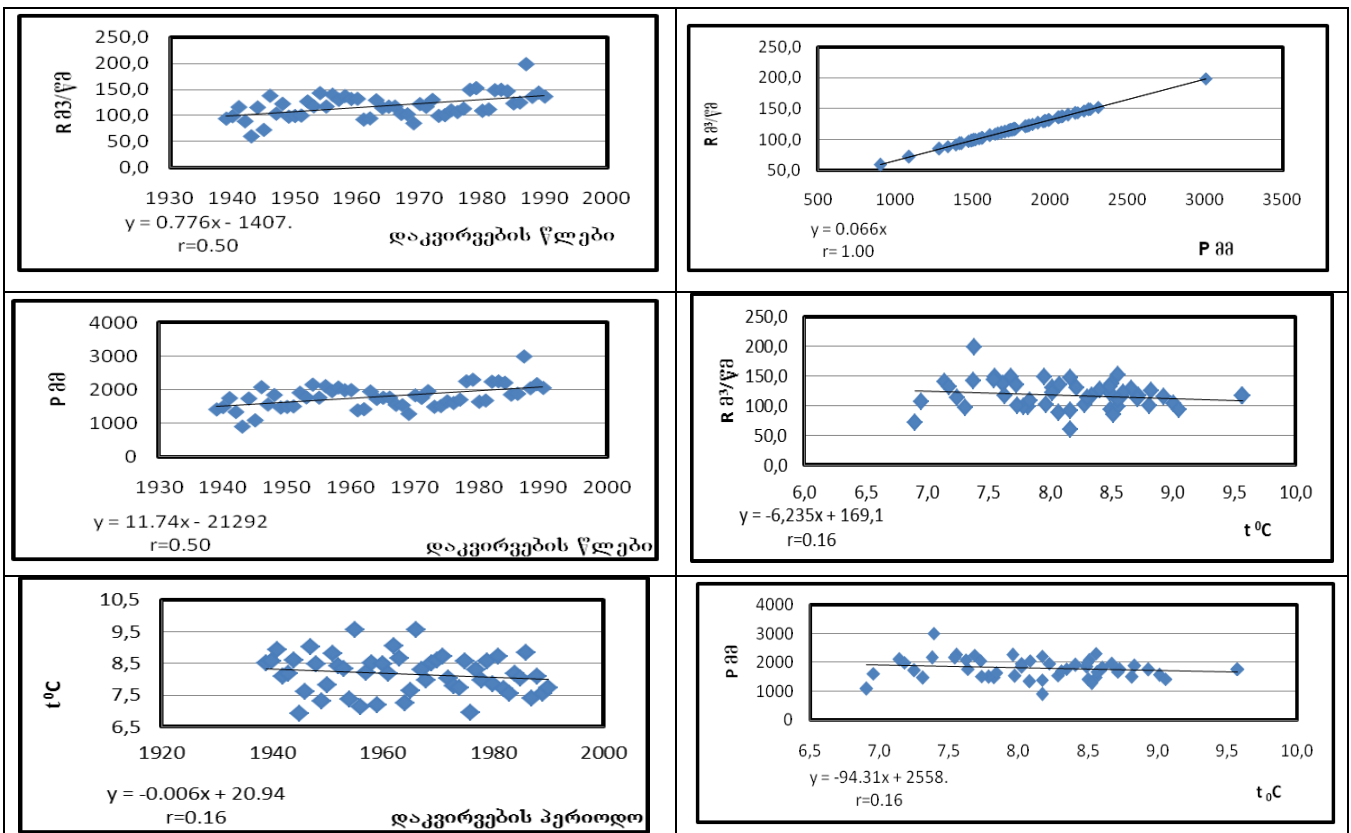 250,0
200,0
150,0
100,0
50,0
0,0
R მ3/წმ
1930 1940 1950 1960 1970 1980 1990 2000
y = 0.776x - 1407.
r=0.50
დაკვირვების წლები
250,0
200,0
150,0
100,0
50,0
R მ³/წმ
500 1000 1500 2000 2500 3000 3500
y = 0.066x
r= 1.00
P მმ
4000
3000
2000
1000
0
P მმ
1930 1940 1950 1960 1970 1980 1990 2000
y = 11.74x - 21292
r=0.50
დაკვირვების წლები
250,0
200,0
150,0
100,0
50,0
0,0
R მ³/წმ
6,0 6,5 7,0 7,5 8,0 8,5 9,0 9,5 10,0
y = -6,235x + 169,1
r=0.16
t ⁰C
10,5
9,5
8,5
7,5
6,5
t⁰C
1920 1940 1960 1980 2000
y = -0.006x + 20.94
r=0.16
დაკვირვების პერიოდო
4000
3000
2000
1000
0
P მმ
6,5 7,0 7,5 8,0 8,5 9,0 9,5 10,0
y = -94.31x + 2558.
r=0.16
t ₀C